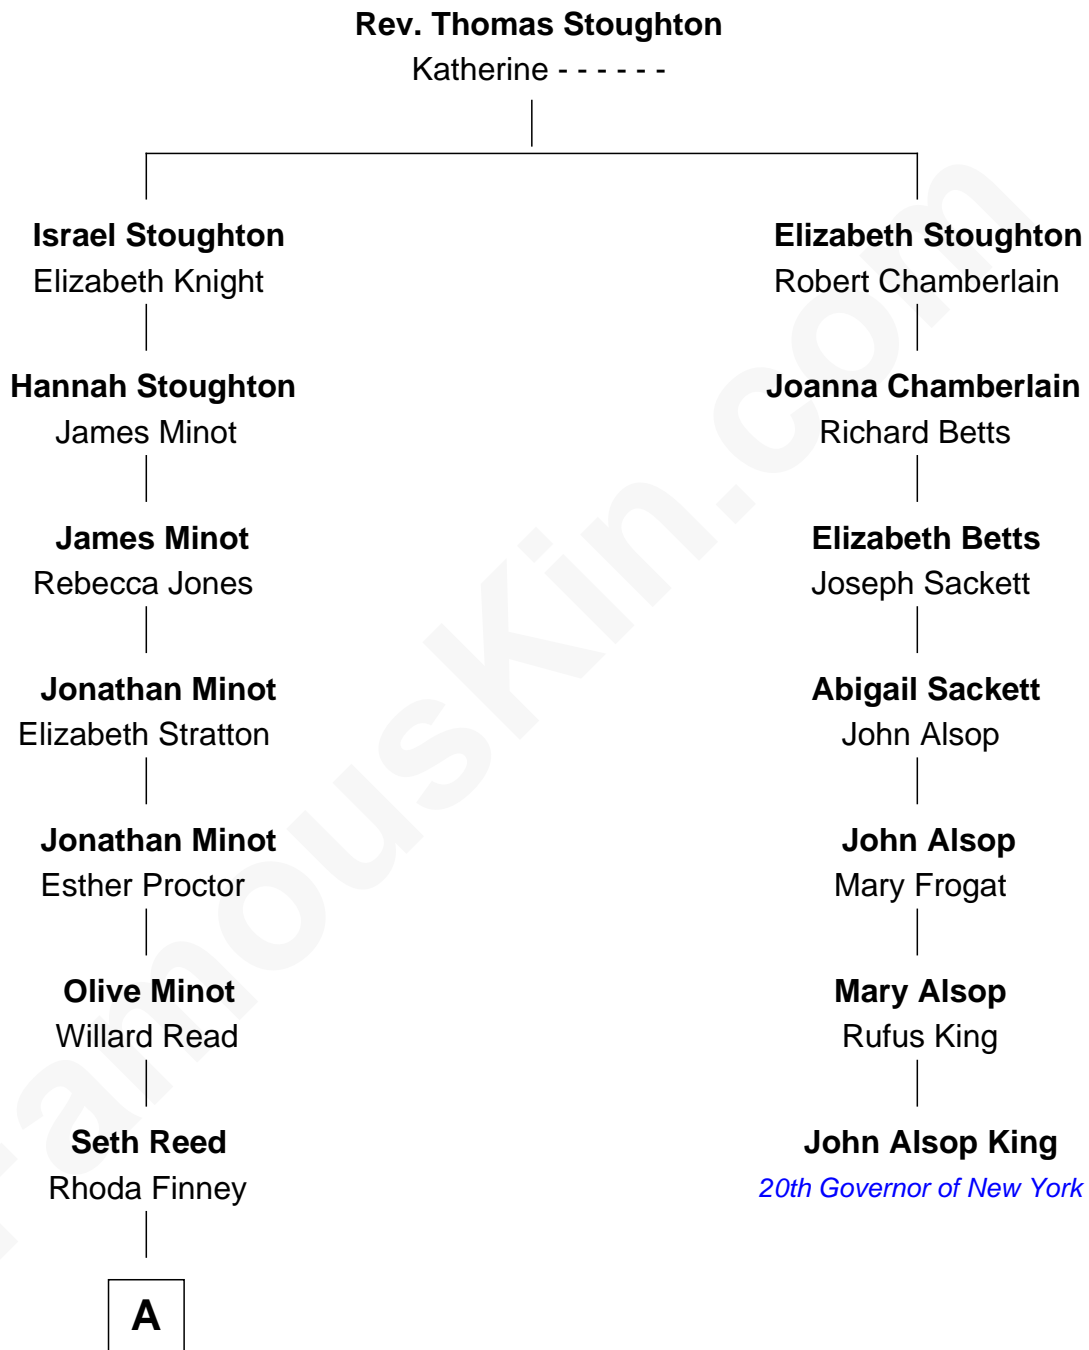 Rev. Thomas Stoughton
Katherine - - - - - -
Israel Stoughton
Elizabeth Knight
Elizabeth Stoughton
Robert Chamberlain
Hannah Stoughton
James Minot
Joanna Chamberlain
Richard Betts
James Minot
Rebecca Jones
Elizabeth Betts
Joseph Sackett
Jonathan Minot
Elizabeth Stratton
Abigail Sackett
John Alsop
Jonathan Minot
Esther Proctor
John Alsop
Mary Frogat
Olive Minot
Willard Read
Mary Alsop
Rufus King
Seth Reed
Rhoda Finney
John Alsop King
20th Governor of New York
A
FamousKin.com